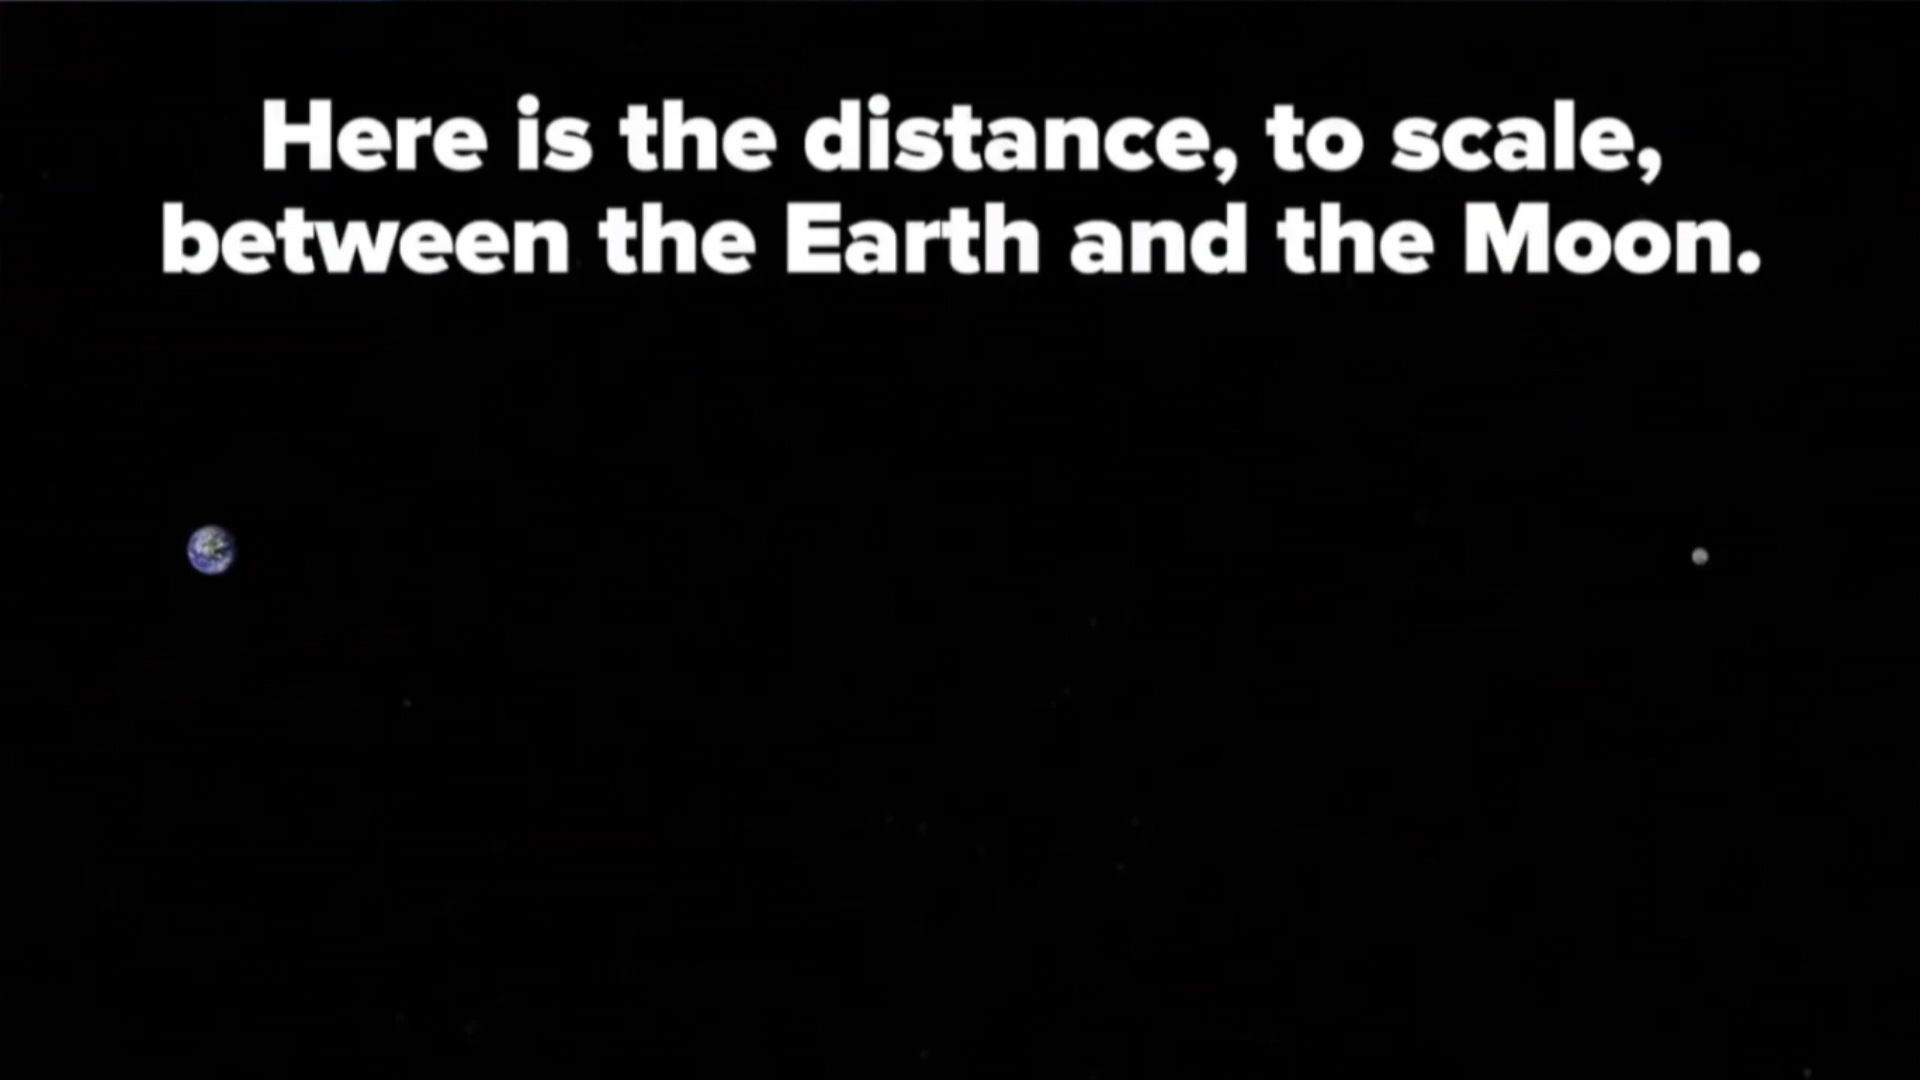 Here is the distance, to scale,
between the Earth and the Moon.